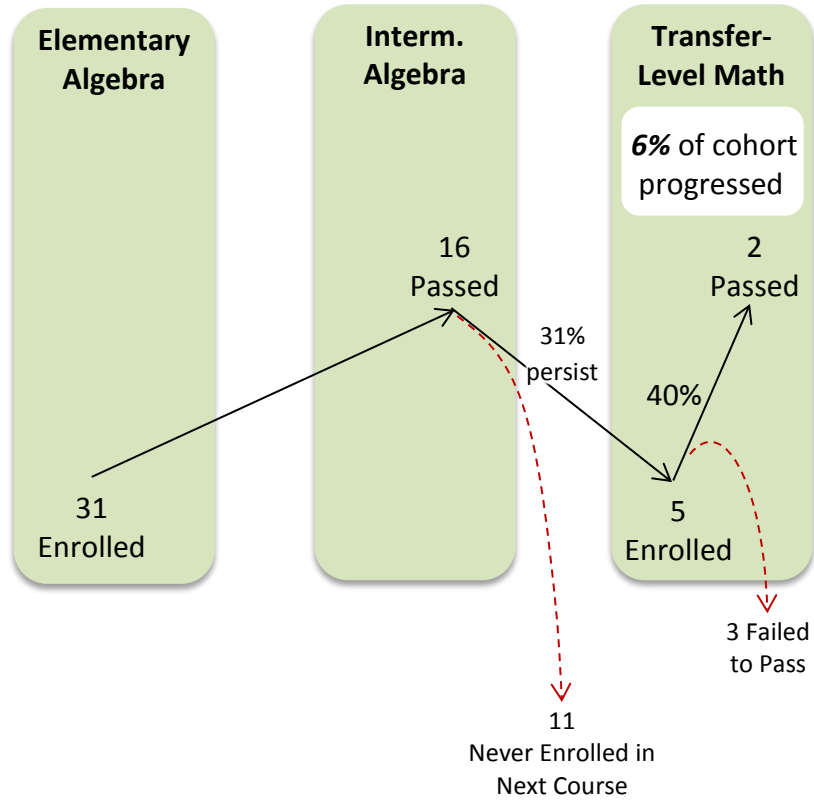 Elementary
Algebra
Interm.
Algebra
Transfer-
Level Math
6% of cohort
progressed
16
Passed
2
Passed
31%
persist
40%
31
Enrolled
5
Enrolled
3 Failed
to Pass
11
Never Enrolled in
Next Course